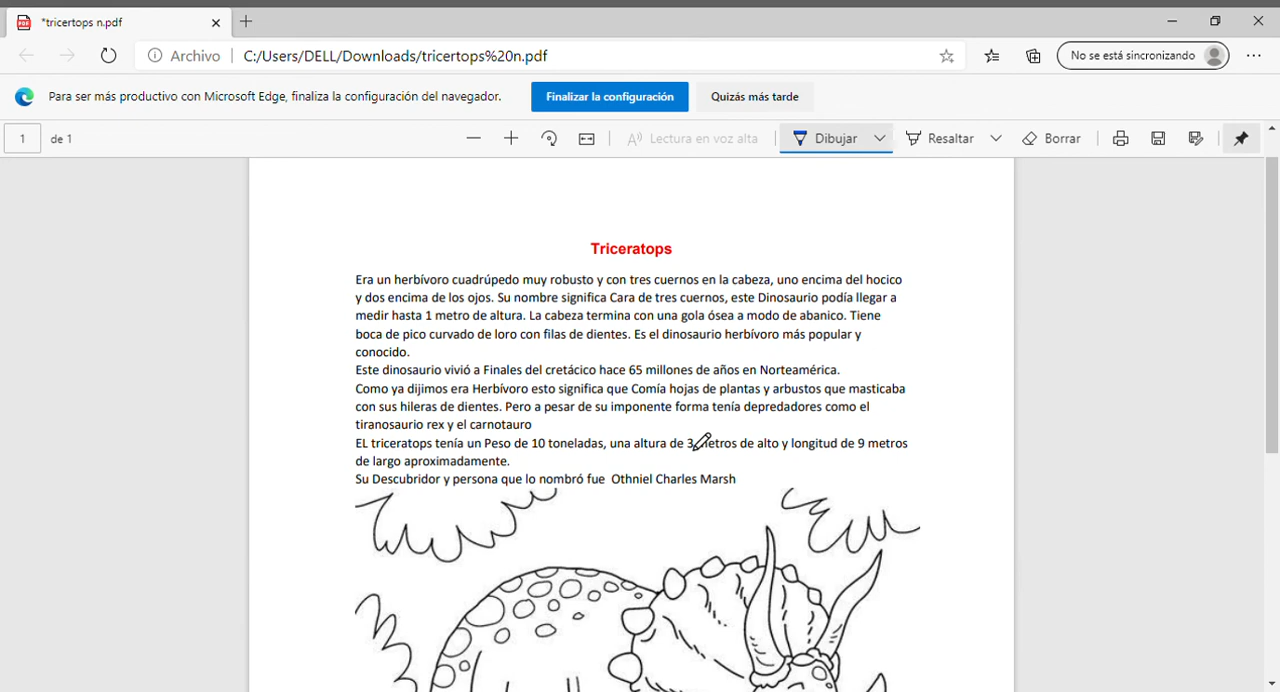 *tricertops n.pdf
Archivo | C:/Users/DELL/Downloads/tricertops%20n.pdf
No se está sincronizando
Para ser más productivo con Microsoft Edge, finaliza la configuración del navegador.
Finalizar la configuración
Quizás más tarde
1 de 1
Lectura en voz alta
Dibujar
Resaltar
Borrar
Triceratops
Era un herbívoro cuadrúpedo muy robusto y con tres cuernos en la cabeza, uno encima del hocico
y dos encima de los ojos. Su nombre significa Cara de tres cuernos, este Dinosaurio podía llegar a
medir hasta 1 metro de altura. La cabeza termina con una gola ósea a modo de abanico. Tiene
boca de pico curvado de loro con filas de dientes. Es el dinosaurio herbívoro más popular y
conocido.
Este dinosaurio vivió a Finales del cretácico hace 65 millones de años en Norteamérica.
Como ya dijimos era Herbívoro esto significa que Comía hojas de plantas y arbustos que masticaba
con sus hileras de dientes. Pero a pesar de su imponente forma tenía depredadores como el
tiranosaurio rex y el carnotauro
EL triceratops tenía un Peso de 10 toneladas, una altura de 3 metros de alto y longitud de 9 metros
de largo aproximadamente.
Su Descubridor y persona que lo nombró fue  Othniel Charles Marsh